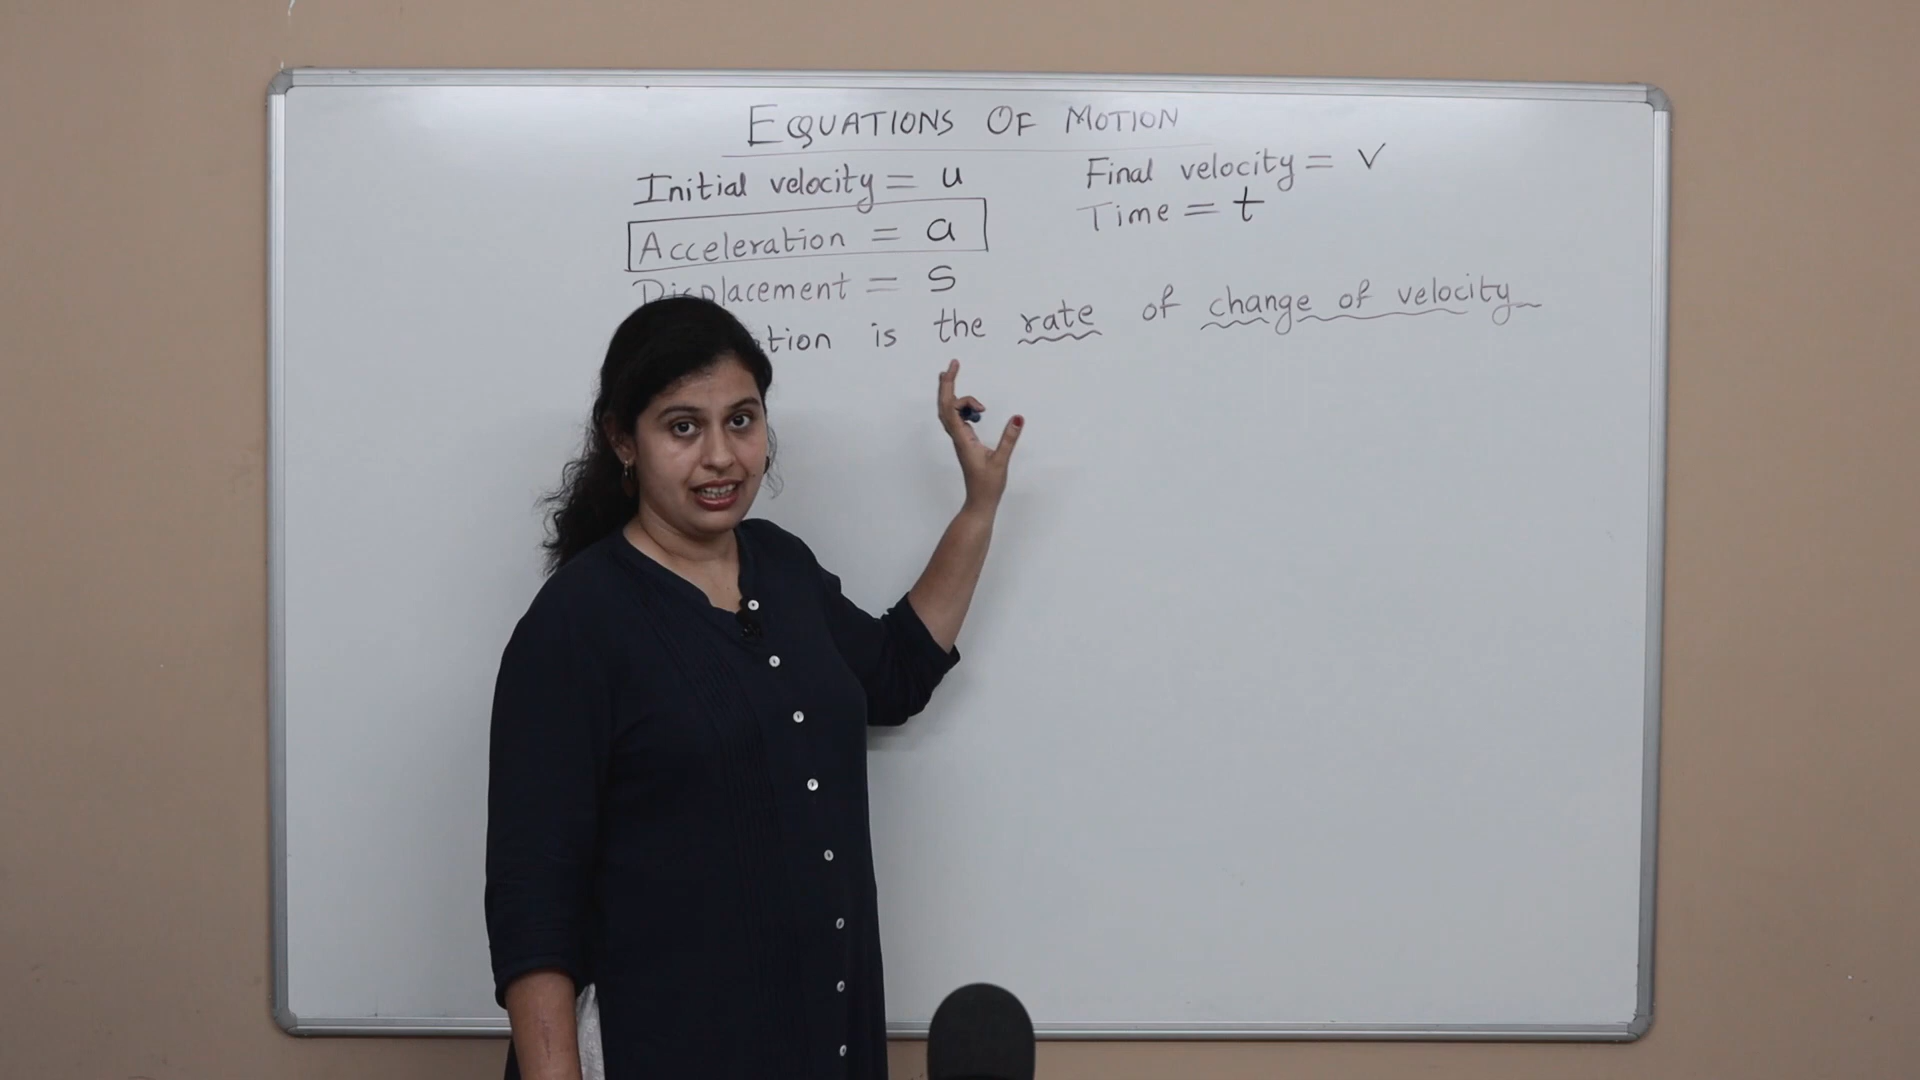 EQUATIONS OF MOTION
Initial velocity = u
Final velocity = v
Acceleration = a
Time = t
Displacement = S
is the rate of change of velocity